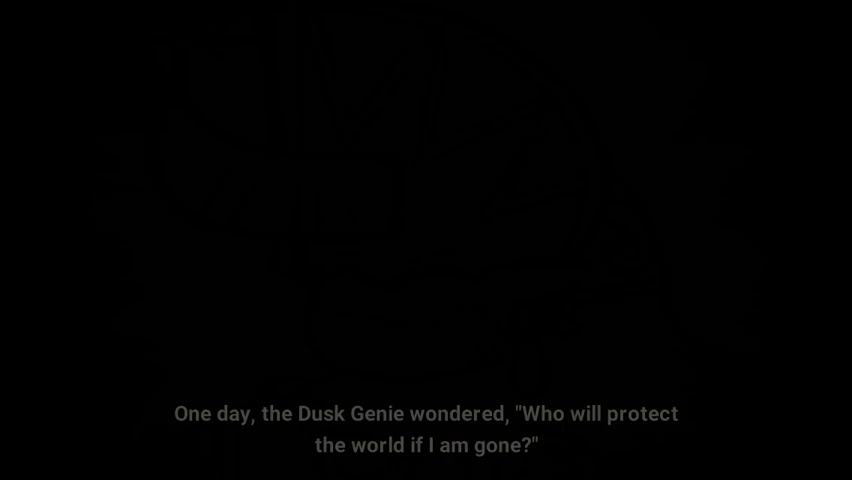 One day, the Dusk Genie wondered, "Who will protect
the world if I am gone?"